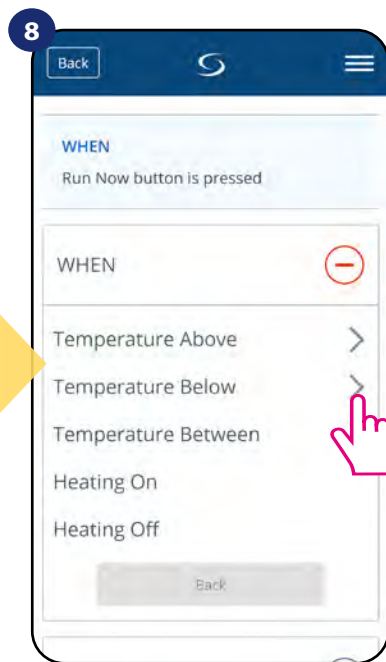 8
Back
WHEN
Run Now button is pressed
WHEN
Temperature Above
Temperature Below
Temperature Between
Heating On
Heating Off
Back